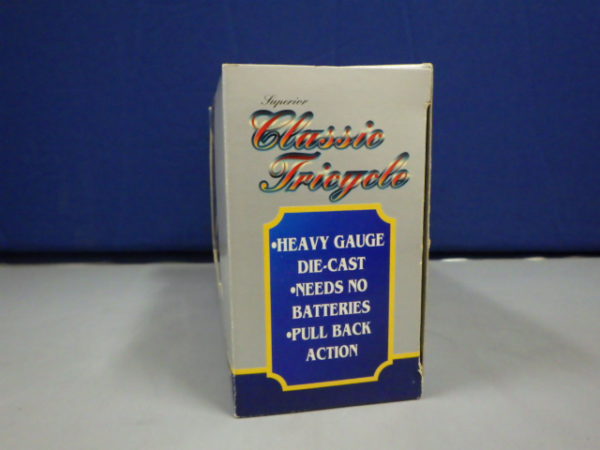 Superior
Classic
Tricycle
•HEAVY GAUGE
DIE-CAST
•NEEDS NO
BATTERIES
•PULL BACK
ACTION